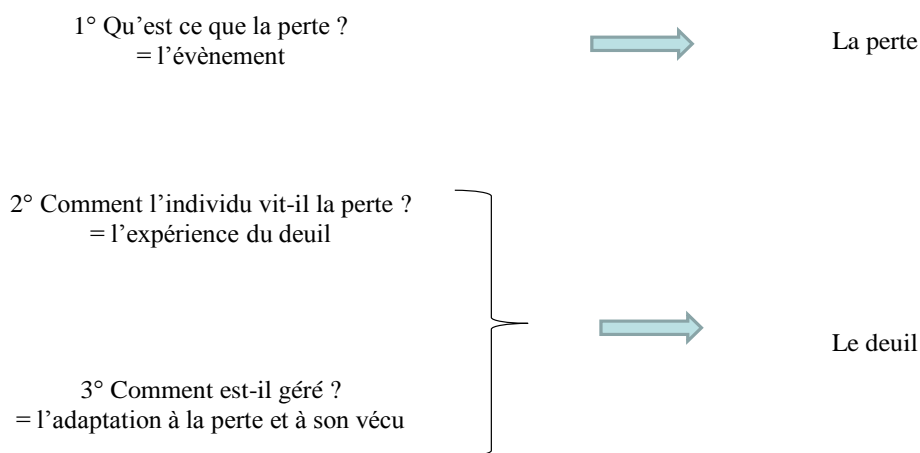 1° Qu’est ce que la perte ?
= l’évènement
La perte
2° Comment l’individu vit-il la perte ?
= l’expérience du deuil
Le deuil
3° Comment est-il géré ?
= l’adaptation à la perte et à son vécu